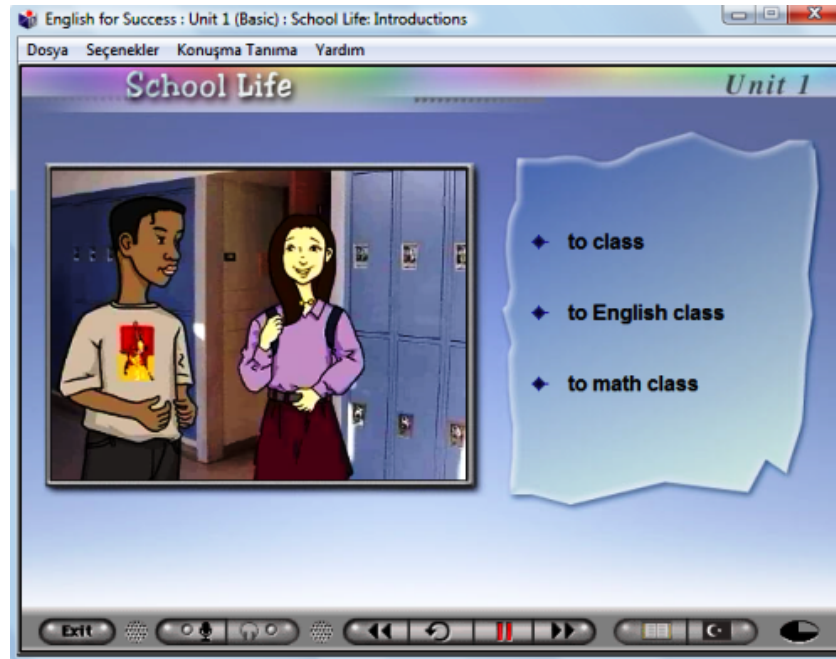 English for Success : Unit 1 (Basic) : School Life: Introductions
Dosya Seçenekler Konuşma Tanıma Yardım
School Life
Unit 1
to class
to English class
to math class
Exit